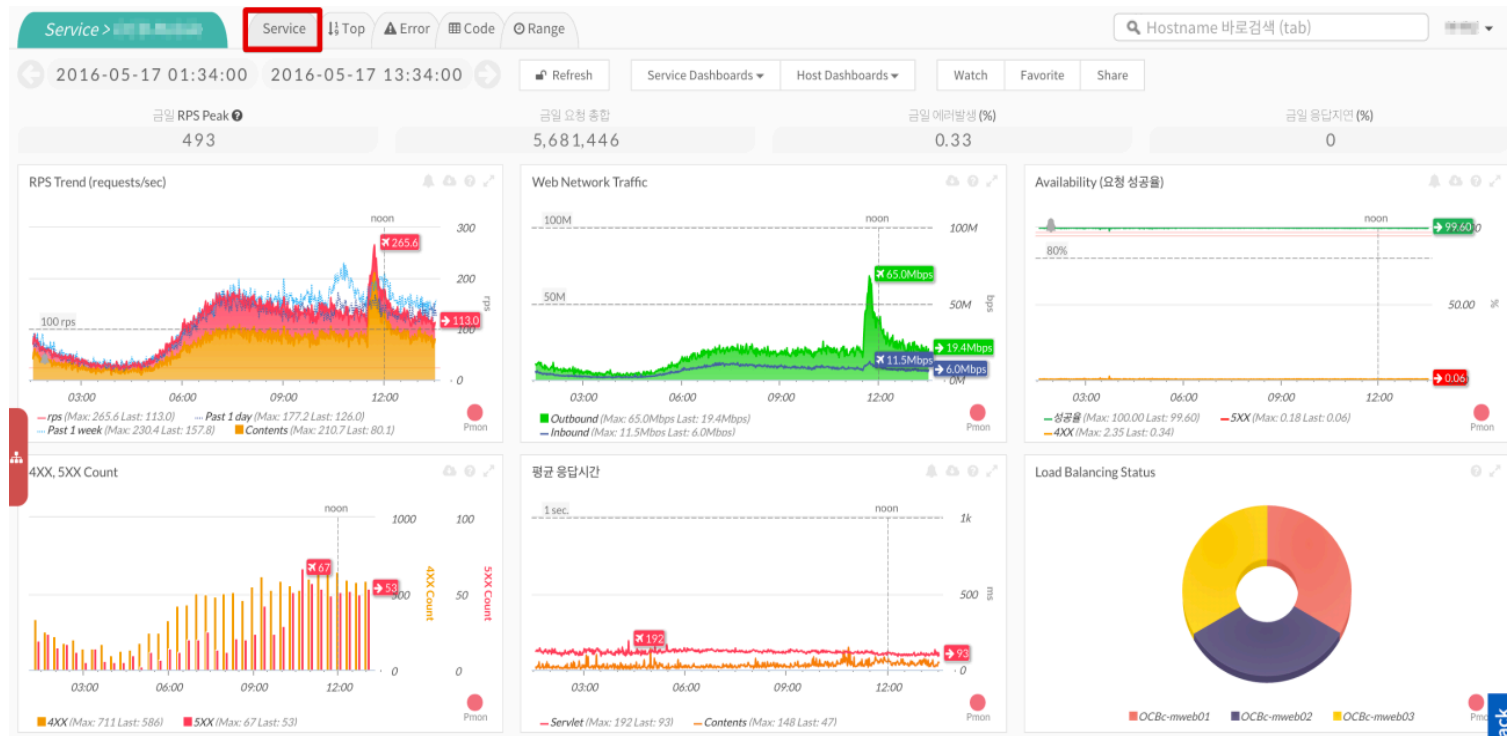 Service >
Service
Top
Error
Code
Range
Hostname 바로검색 (tab)
2016-05-17 01:34:00 2016-05-17 13:34:00
Refresh
Service Dashboards
Host Dashboards
Watch
Favorite
Share
금일 RPS Peak
금일 요청 총합
금일 에러발생 (%)
금일 응답지연 (%)
493
5,681,446
0.33
0
RPS Trend (requests/sec)
noon
300
265.6
200
rps
100 rps
113.0
100
0
03:00 06:00 09:00 12:00
rps (Max: 265.6 Last: 113.0) Past 1 day (Max: 177.2 Last: 126.0)
Past 1 week (Max: 230.4 Last: 157.8) Contents (Max: 210.7 Last: 80.1)
Pmon
Web Network Traffic
noon
100M 100M
65.0Mbps
50M 50M
bps
19.4Mbps
11.5Mbps
6.0Mbps
0M
03:00 06:00 09:00 12:00
Outbound (Max: 65.0Mbps Last: 19.4Mbps)
Inbound (Max: 11.5Mbps Last: 6.0Mbps)
Pmon
Availability (요청 성공율)
noon
99.60
80%
50.00 %
0.06
03:00 06:00 09:00 12:00
성공율 (Max: 100.00 Last: 99.60) 5XX (Max: 0.18 Last: 0.06)
4XX (Max: 2.35 Last: 0.34)
Pmon
4XX, 5XX Count
noon
1000 100
67
53
500 50
4XX Count
5XX Count
0 0
03:00 06:00 09:00 12:00
4XX (Max: 711 Last: 586) 5XX (Max: 67 Last: 53)
Pmon
평균 응답시간
1 sec.
noon
1k
500 ms
192
93
0
03:00 06:00 09:00 12:00
Servlet (Max: 192 Last: 93) Contents (Max: 148 Last: 47)
Pmon
Load Balancing Status
OCBc-mweb01 OCBc-mweb02 OCBc-mweb03